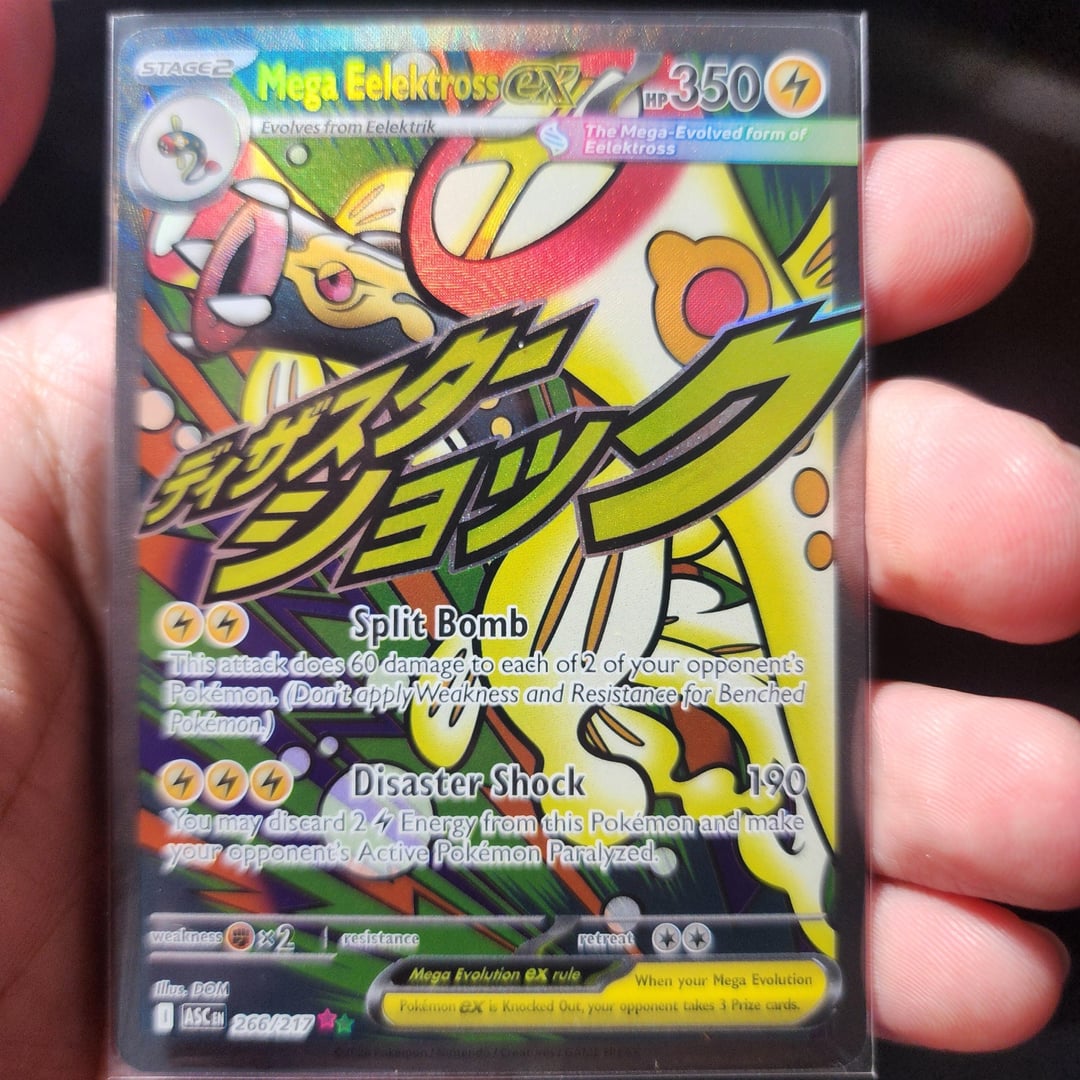 STAGE2 Mega Eelektross ex HP 350
Evolves from Eelektrik
The Mega-Evolved form of
Eelektross
ディザスター
ショック
Split Bomb
This attack does 60 damage to each of 2 of your opponent's
Pokémon. (Don't apply Weakness and Resistance for Benched
Pokémon.)
Disaster Shock 190
You may discard 2 Energy from this Pokémon and make
your opponent's Active Pokémon Paralyzed.
weakness ×2 resistance retreat
Mega Evolution ex rule When your Mega Evolution
Pokémon ex is Knocked Out, your opponent takes 3 Prize cards.
Illus. DOM
ASC EN 266/217